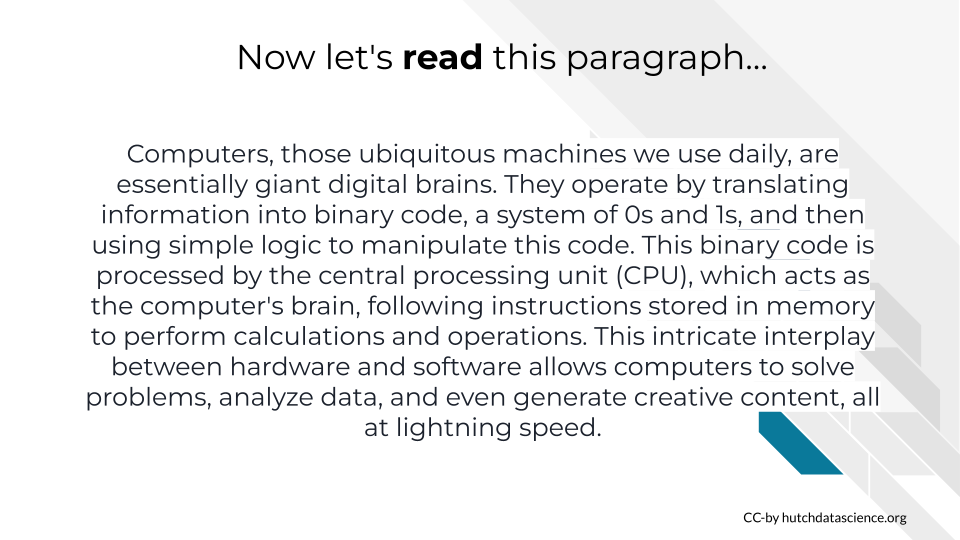 Now let's read this paragraph...
Computers, those ubiquitous machines we use daily, are
essentially giant digital brains. They operate by translating
information into binary code, a system of 0s and 1s, and then
using simple logic to manipulate this code. This binary code is
processed by the central processing unit (CPU), which acts as
the computer's brain, following instructions stored in memory
to perform calculations and operations. This intricate interplay
between hardware and software allows computers to solve
problems, analyze data, and even generate creative content, all
at lightning speed.
CC-by hutchdatascience.org